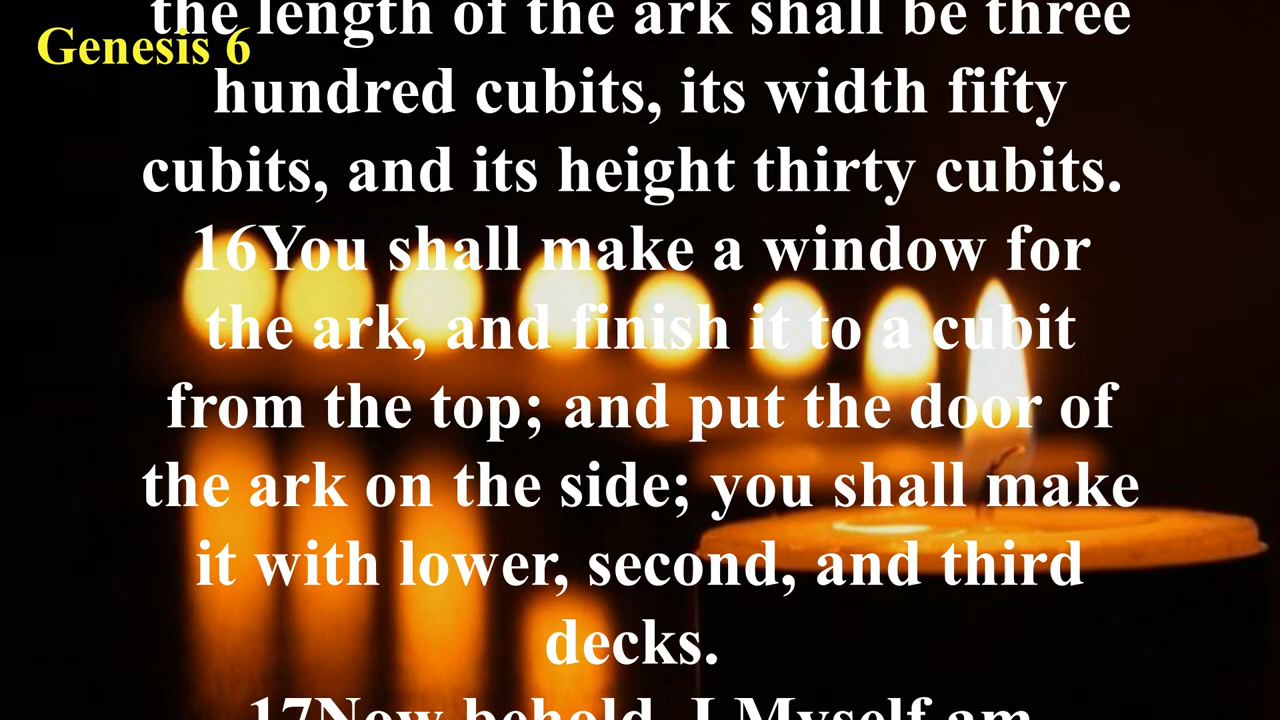 the length of the ark shall be three
Genesis 6
hundred cubits, its width fifty
cubits, and its height thirty cubits.
16You shall make a window for
the ark, and finish it to a cubit
from the top; and put the door of
the ark on the side; you shall make
it with lower, second, and third
decks.
17Now behold, I Myself am